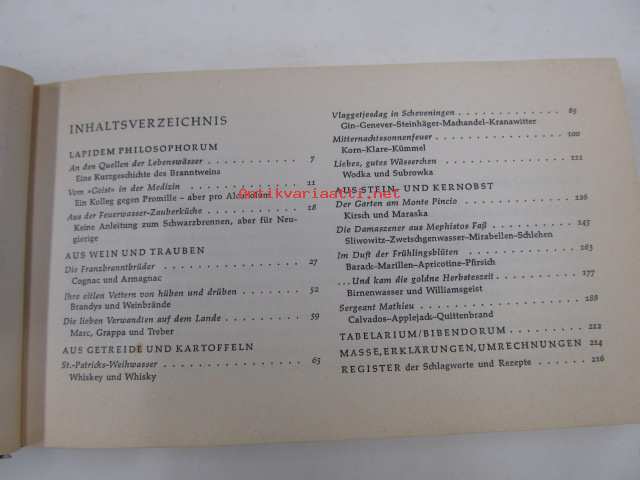 INHALTSVERZEICHNIS
LAPIDEM PHILOSOPHORUM
An den Quellen der Lebenswässer . . . . . . . . . . . 7
Eine Kurzgeschichte des Branntweins
Vom »Geist« in der Medizin . . . . . . . . . . . . . 11
Ein Kolleg gegen Promille – aber pro Alkohol
Aus der Feuerwasser-Zauberküche . . . . . . . . . . . 18
Keine Anleitung zum Schwarzbrennen, aber für Neu-
gierige
AUS WEIN UND TRAUBEN
Die Franzbranntbrüder . . . . . . . . . . . . . . . 27
Cognac und Armagnac
Ihre eitlen Vettern von hüben und drüben . . . . . . . 52
Brandys und Weinbrände
Die lieben Verwandten auf dem Lande . . . . . . . . . 59
Marc, Grappa und Trober
AUS GETREIDE UND KARTOFFELN
St.-Patricks-Weihwasser . . . . . . . . . . . . . . 63
Whiskey und Whisky
Vlaggetjesdag in Scheveningen . . . . . . . . . . . . 85
Gin–Genever–Steinhäger–Machandel–Kranawitter
Mitternachtssonnenfeuer . . . . . . . . . . . . . . 100
Korn–Klare–Kümmel
Liebes, gutes Wässerchen . . . . . . . . . . . . . . 111
Wodka und Subrowka
AUS STEIN- UND KERNOBST
Der Garten am Monte Pincio . . . . . . . . . . . . . 126
Kirsch und Maraska
Die Damaszener aus Mephistos Faß . . . . . . . . . . 145
Sliwowitz–Zwetschgenwasser–Mirabellen–Schlehen
Im Duft der Frühlingsblüten . . . . . . . . . . . . . 163
Barack–Marillen–Apricotine–Pfirsich
...Und kam die goldne Herbsteszeit . . . . . . . . . . 177
Birnenwasser und Williamsgeist
Sergeant Mathieu . . . . . . . . . . . . . . . . . . 188
Calvados–Applejack–Quittenbrand
TABELARIUM/BIBENDORUM . . . . . . . . . . 212
MASSE, ERKLÄRUNGEN, UMRECHNUNGEN 214
REGISTER der Schlagworte und Rezepte . . . . . 216
antikvariaatti.net